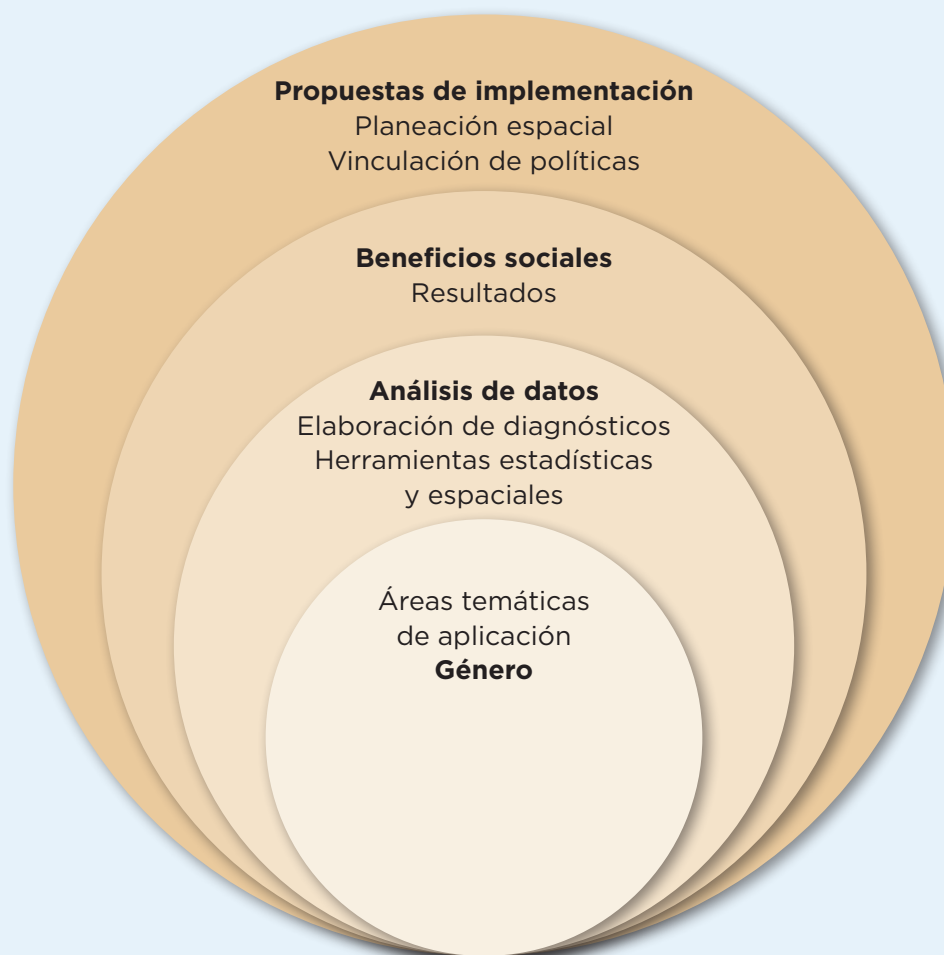 Propuestas de implementación
Planeación espacial
Vinculación de políticas
Beneficios sociales
Resultados
Análisis de datos
Elaboración de diagnósticos
Herramientas estadísticas
y espaciales
Áreas temáticas
de aplicación
Género